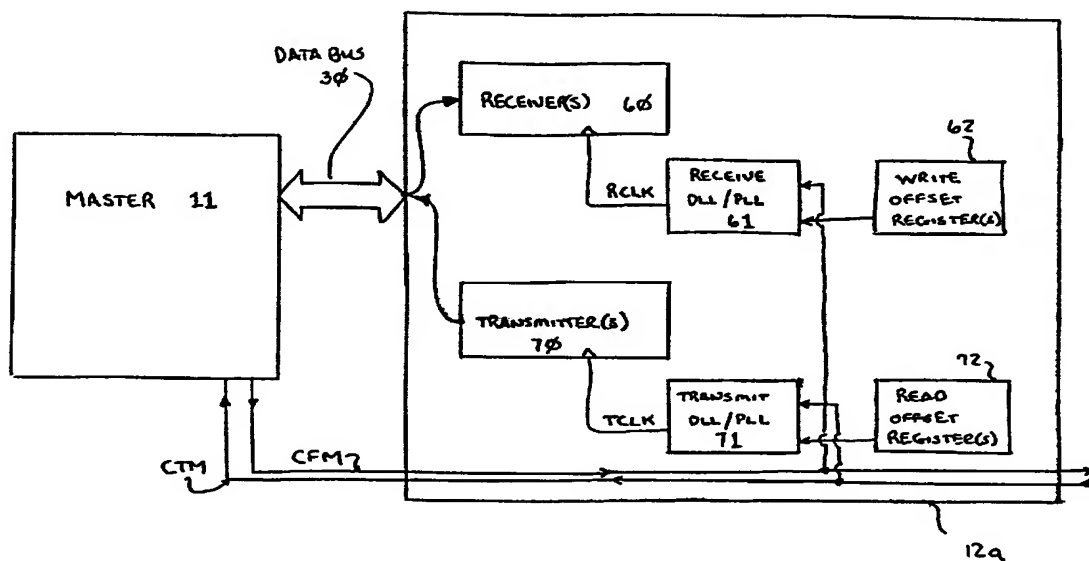 DATA BUS
3Ø
RECEIVER(S) 6Ø
MASTER 11
RCLK
RECEIVE
DLL/PLL
61
62
WRITE
OFFSET
REGISTER(S)
TRANSMITTER(S)
7Ø
TCLK
TRANSMIT
DLL/PLL
71
72
READ
OFFSET
REGISTER(S)
CTM
CFM
12a